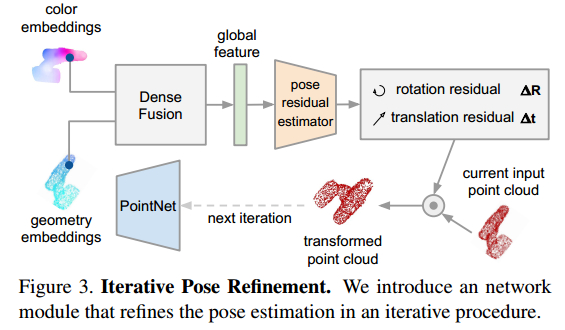 color
embeddings
global
feature
Dense
Fusion
pose
residual
estimator
rotation residual ΔR
translation residual Δt
current input
point cloud
geometry
embeddings
PointNet
next iteration
transformed
point cloud
Figure 3. Iterative Pose Refinement. We introduce an network
module that refines the pose estimation in an iterative procedure.